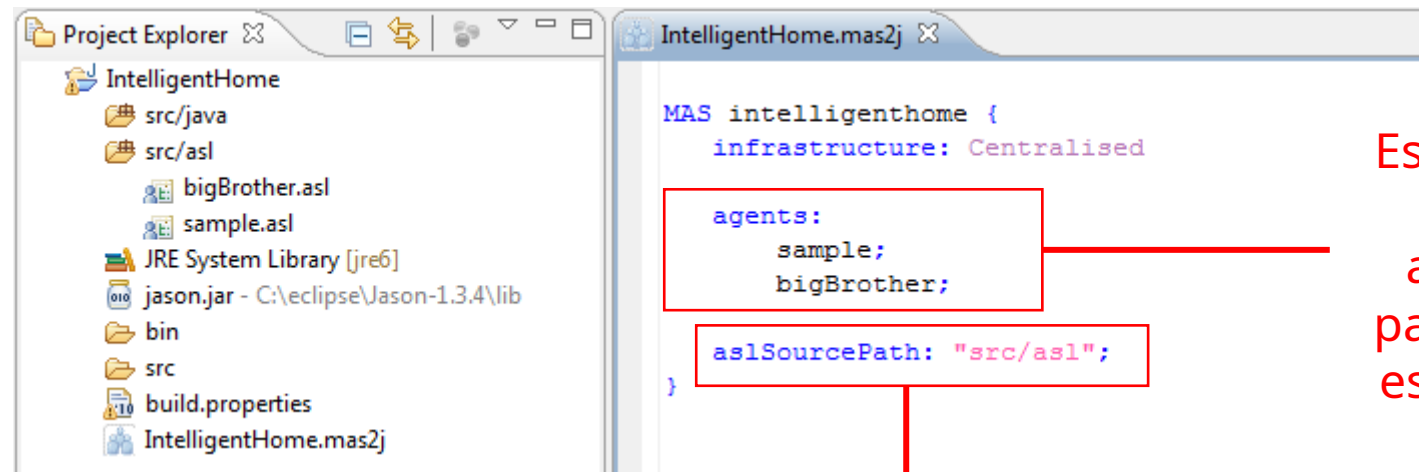 Project Explorer
IntelligentHome
src/java
src/asl
bigBrother.asl
sample.asl
JRE System Library [jre6]
jason.jar - C:\eclipse\Jason-1.3.4\lib
bin
src
build.properties
IntelligentHome.mas2j
IntelligentHome.mas2j
MAS intelligenthome {
infrastructure: Centralised
agents:
sample;
bigBrother;
aslSourcePath: "src/asl";
}